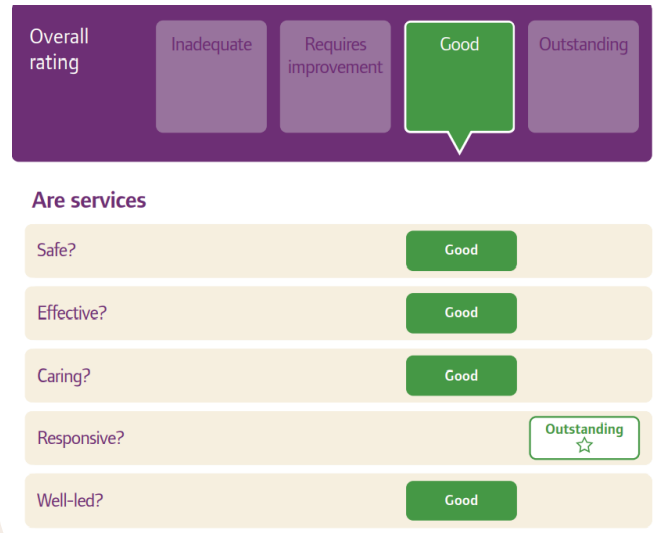 Overall
rating
Inadequate
Requires
improvement
Good
Outstanding
Are services
Safe?
Good
Effective?
Good
Caring?
Good
Responsive?
Outstanding
Well-led?
Good